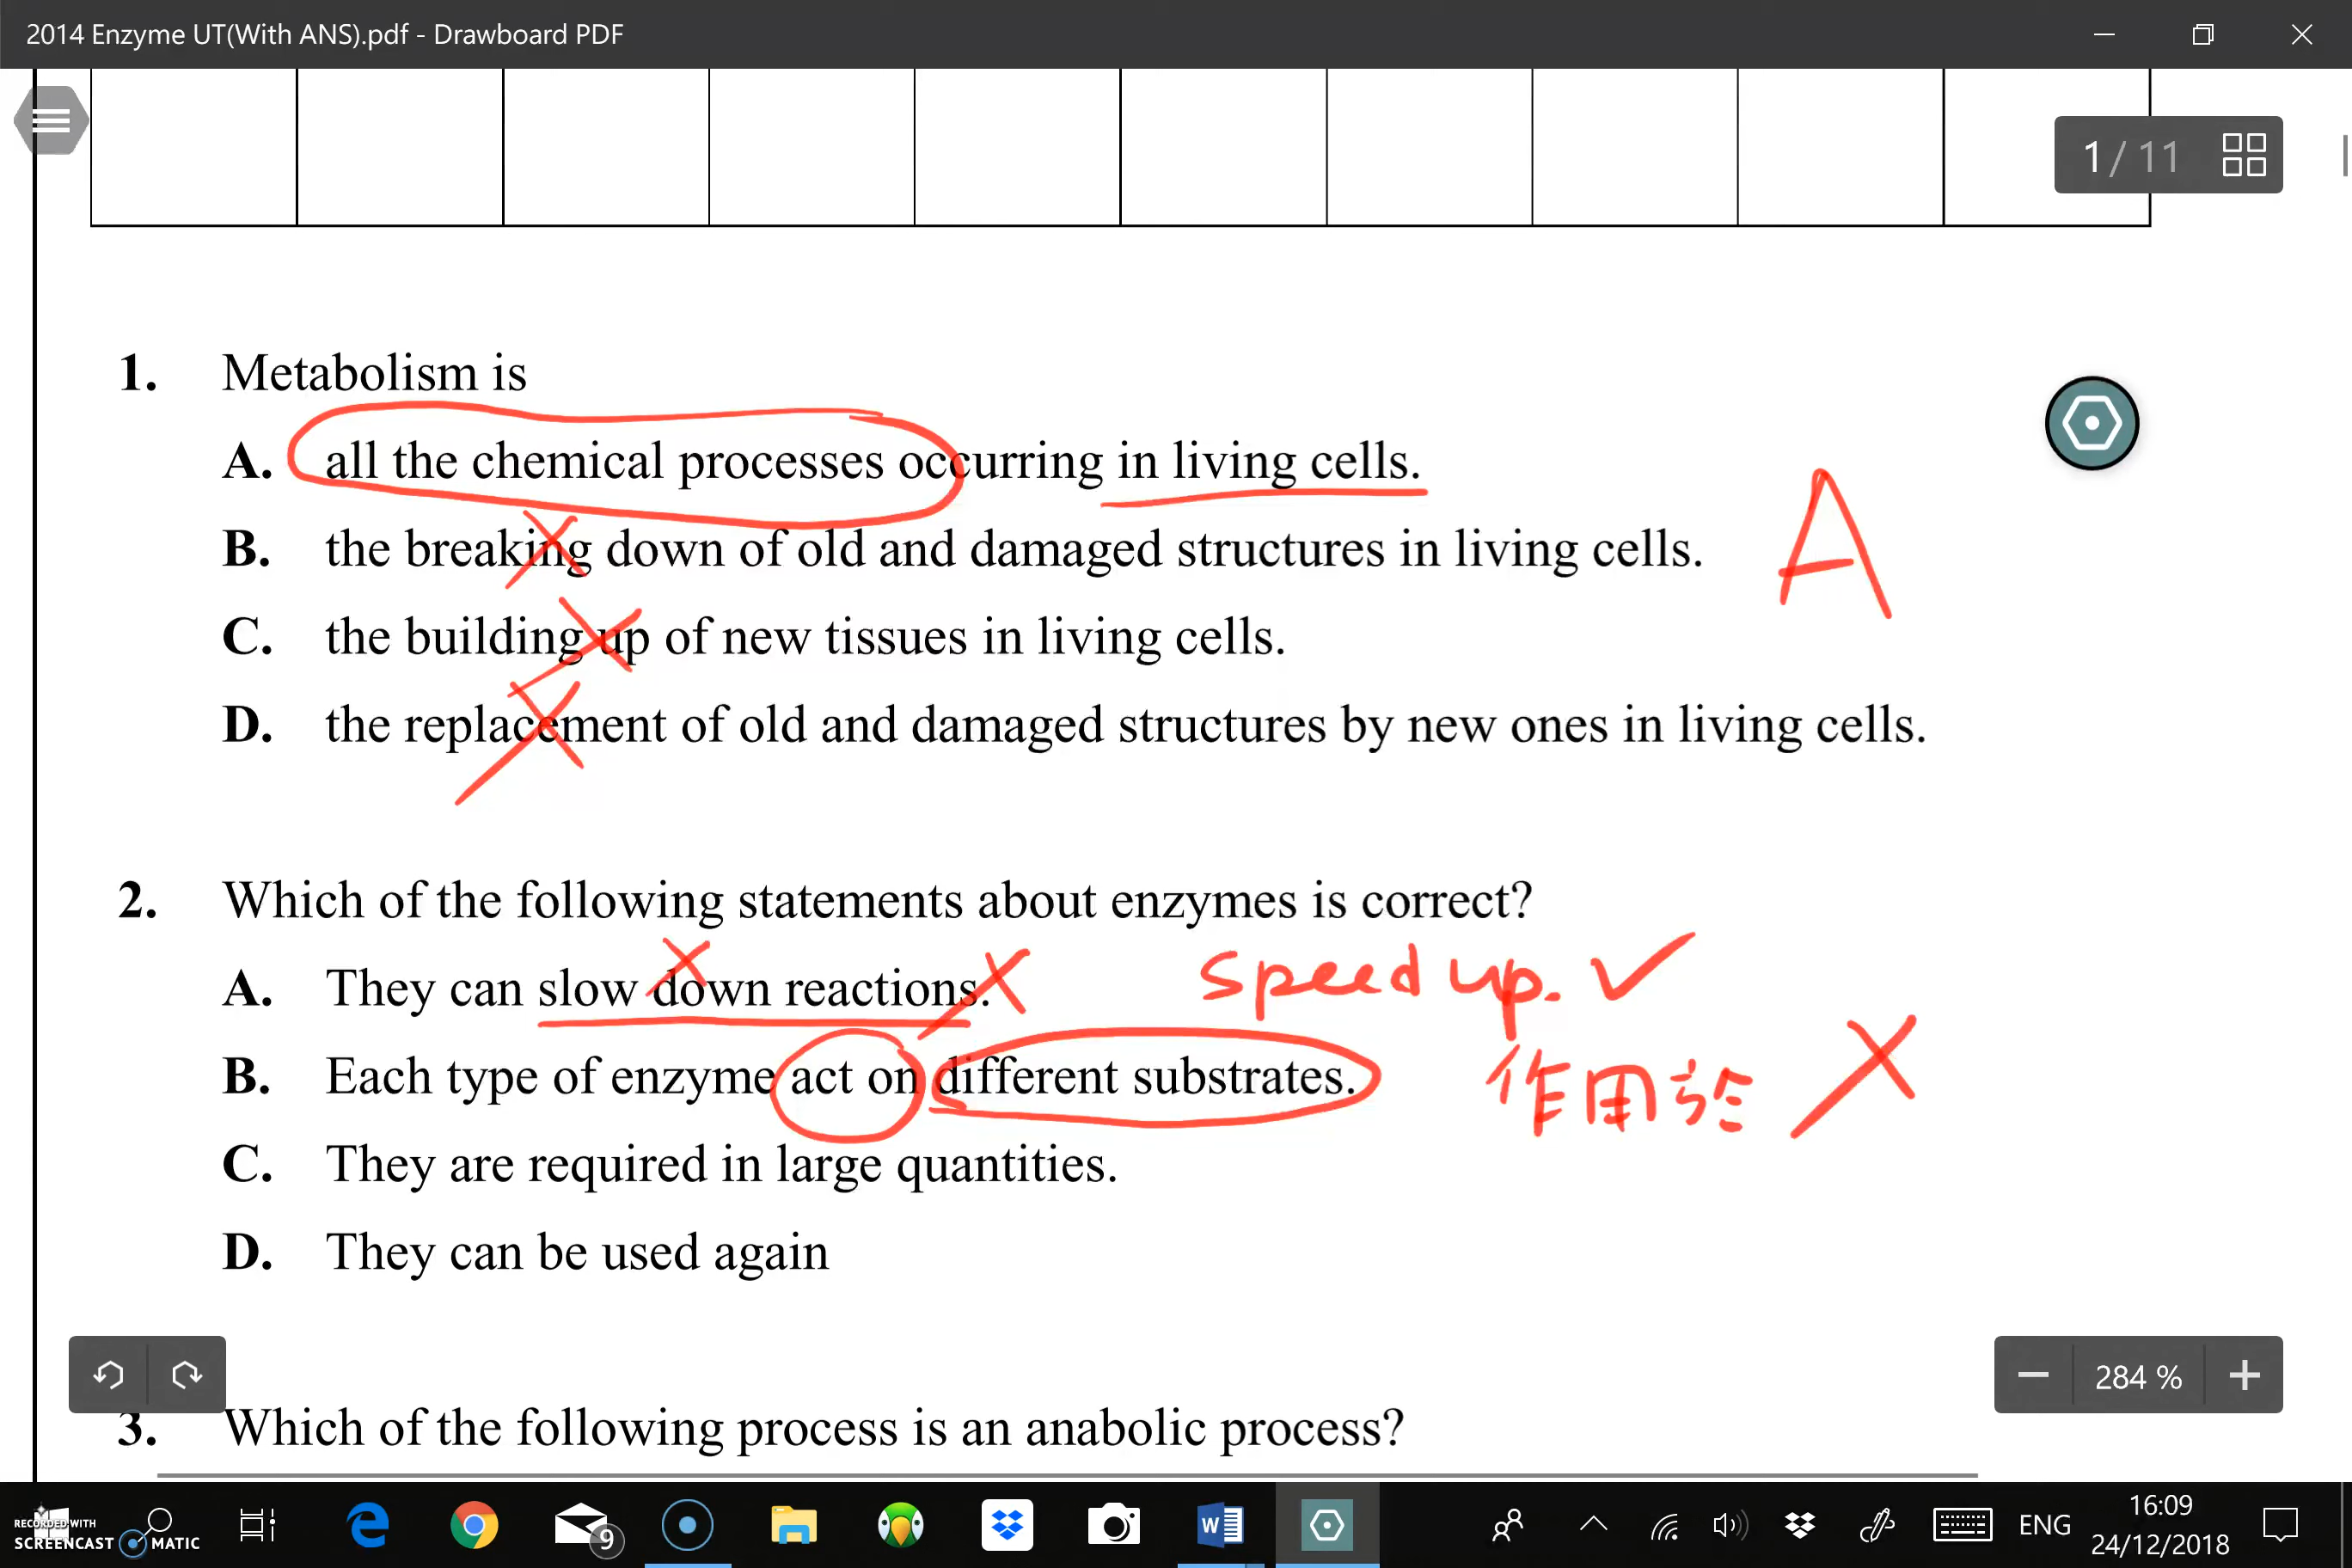 2014 Enzyme UT(With ANS).pdf - Drawboard PDF
1 / 11
1. Metabolism is
A. all the chemical processes occurring in living cells.
B. the breaking down of old and damaged structures in living cells.
A
C. the building up of new tissues in living cells.
D. the replacement of old and damaged structures by new ones in living cells.
2. Which of the following statements about enzymes is correct?
A. They can slow down reactions. speed up.
B. Each type of enzyme act on different substrates. 作用於
C. They are required in large quantities.
D. They can be used again
284 %
3. Which of the following process is an anabolic process?
RECORDED WITH
SCREENCAST MATIC
9
W
ENG
16:09
24/12/2018